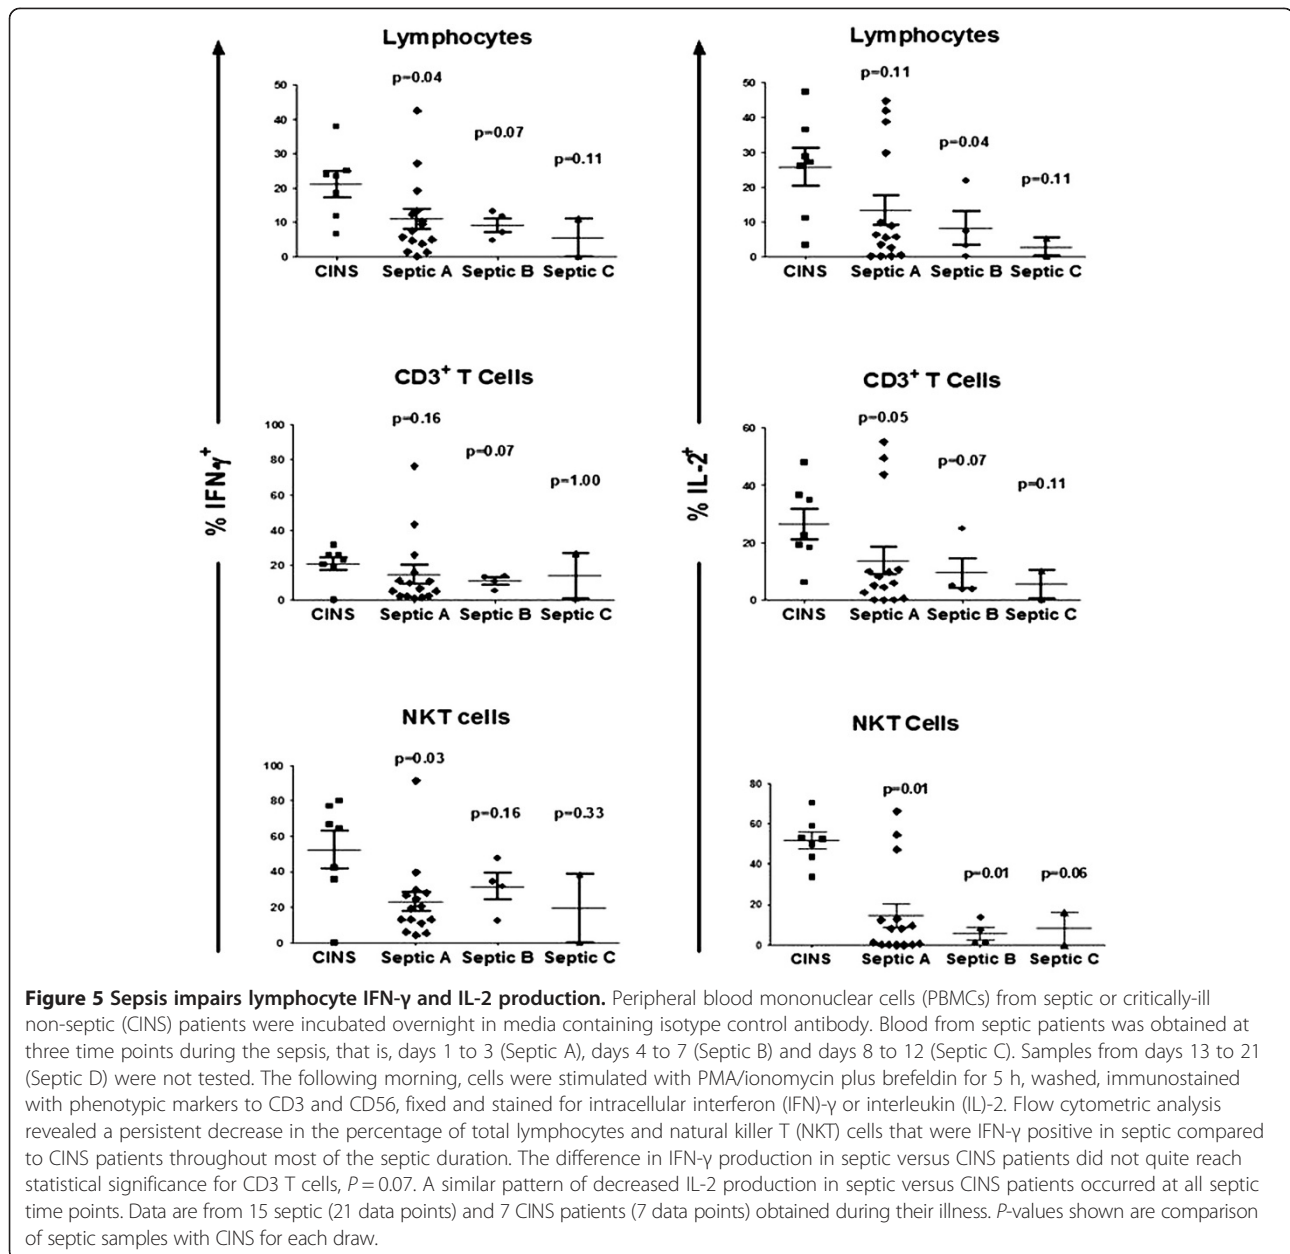 Lymphocytes
p=0.04
p=0.07
p=0.11
50
40
30
20
10
0
CINS Septic A Septic B Septic C
CD3+ T Cells
p=0.16
p=0.07
p=1.00
100
80
60
40
20
0
CINS Septic A Septic B Septic C
NKT cells
p=0.03
p=0.16
p=0.33
100
80
60
40
20
0
CINS Septic A Septic B Septic C
% IFN-γ+
Lymphocytes
p=0.11
p=0.04
p=0.11
50
40
30
20
10
0
CINS Septic A Septic B Septic C
CD3+ T Cells
p=0.05
p=0.07
p=0.11
60
40
20
0
CINS Septic A Septic B Septic C
NKT Cells
p=0.01
p=0.01
p=0.06
80
60
40
20
0
CINS Septic A Septic B Septic C
% IL-2+
Figure 5 Sepsis impairs lymphocyte IFN-γ and IL-2 production. Peripheral blood mononuclear cells (PBMCs) from septic or critically-ill
non-septic (CINS) patients were incubated overnight in media containing isotype control antibody. Blood from septic patients was obtained at
three time points during the sepsis, that is, days 1 to 3 (Septic A), days 4 to 7 (Septic B) and days 8 to 12 (Septic C). Samples from days 13 to 21
(Septic D) were not tested. The following morning, cells were stimulated with PMA/ionomycin plus brefeldin for 5 h, washed, immunostained
with phenotypic markers to CD3 and CD56, fixed and stained for intracellular interferon (IFN)-γ or interleukin (IL)-2. Flow cytometric analysis
revealed a persistent decrease in the percentage of total lymphocytes and natural killer T (NKT) cells that were IFN-γ positive in septic compared
to CINS patients throughout most of the septic duration. The difference in IFN-γ production in septic versus CINS patients did not quite reach
statistical significance for CD3 T cells, P = 0.07. A similar pattern of decreased IL-2 production in septic versus CINS patients occurred at all septic
time points. Data are from 15 septic (21 data points) and 7 CINS patients (7 data points) obtained during their illness. P-values shown are comparison
of septic samples with CINS for each draw.